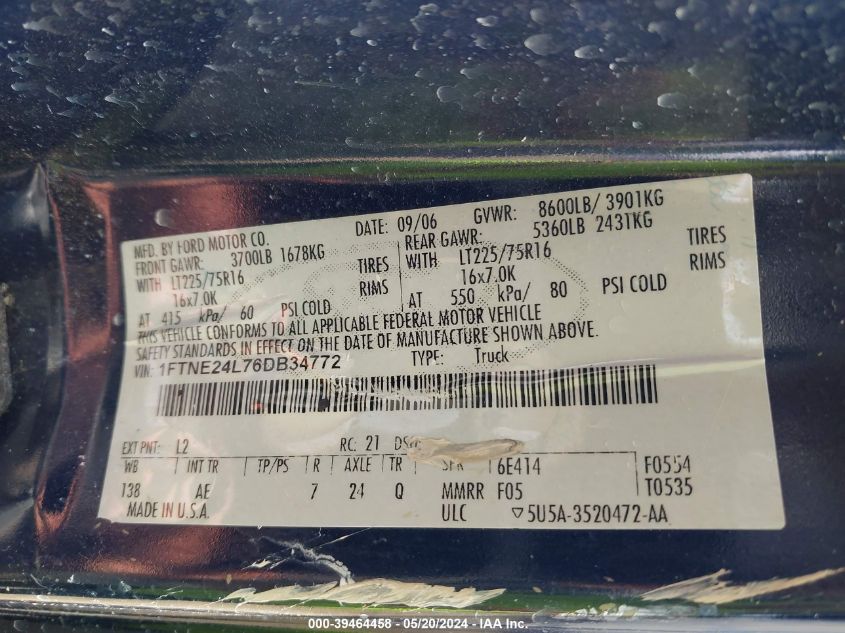 MFD. BY FORD MOTOR CO. DATE: 09/06 GVWR: 8600LB/ 3901KG
FRONT GAWR: 3700LB 1678KG REAR GAWR: 5360LB 2431KG
WITH LT225/75R16 TIRES WITH LT225/75R16 TIRES
16x7.0K RIMS 16x7.0K RIMS
AT 415 kPa/ 60 PSI COLD AT 550 kPa/ 80 PSI COLD
THIS VEHICLE CONFORMS TO ALL APPLICABLE FEDERAL MOTOR VEHICLE
SAFETY STANDARDS IN EFFECT ON THE DATE OF MANUFACTURE SHOWN ABOVE.
VIN: 1FTNE24L76DB34772 TYPE: Truck
EXT PNT: L2 RC: 21
WB INT TR TP/PS R AXLE TR SPR 6E414 F0554
138 AE 7 24 Q MMRR F05 T0535
MADE IN U.S.A. ULC ▽5U5A-3520472-AA
000-39464458 - 05/20/2024 - IAA Inc.